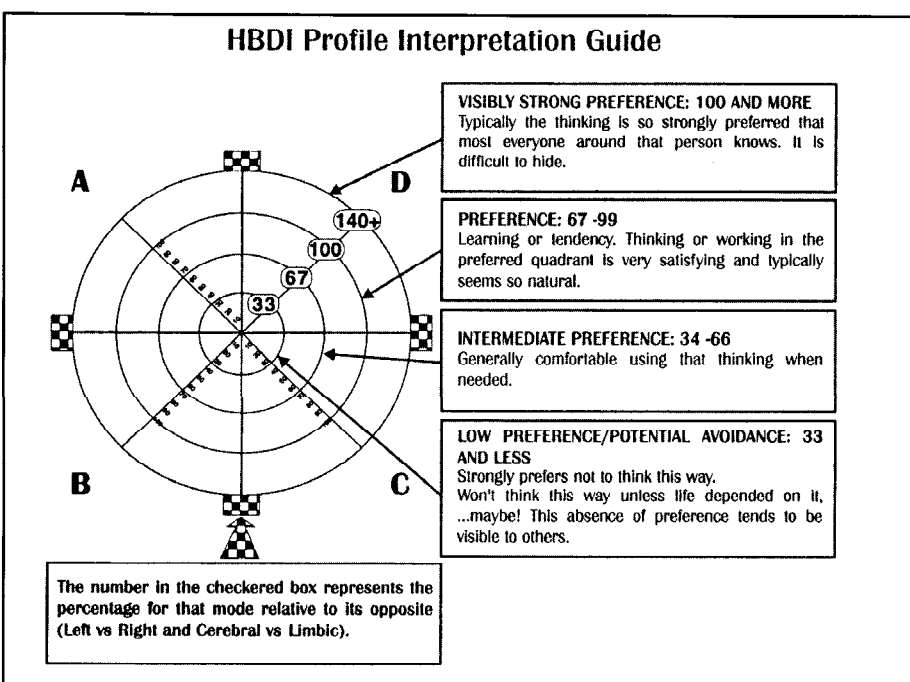 HBDI Profile Interpretation Guide
VISIBLY STRONG PREFERENCE: 100 AND MORE
Typically the thinking is so strongly preferred that
most everyone around that person knows. It is
difficult to hide.
A
D
140+
100
67
33
PREFERENCE: 67 -99
Learning or tendency. Thinking or working in the
preferred quadrant is very satisfying and typically
seems so natural.
INTERMEDIATE PREFERENCE: 34 -66
Generally comfortable using that thinking when
needed.
LOW PREFERENCE/POTENTIAL AVOIDANCE: 33
AND LESS
Strongly prefers not to think this way.
Won't think this way unless life depended on it,
...maybe! This absence of preference tends to be
visible to others.
B
C
The number in the checkered box represents the
percentage for that mode relative to its opposite
(Left vs Right and Cerebral vs Limbic).